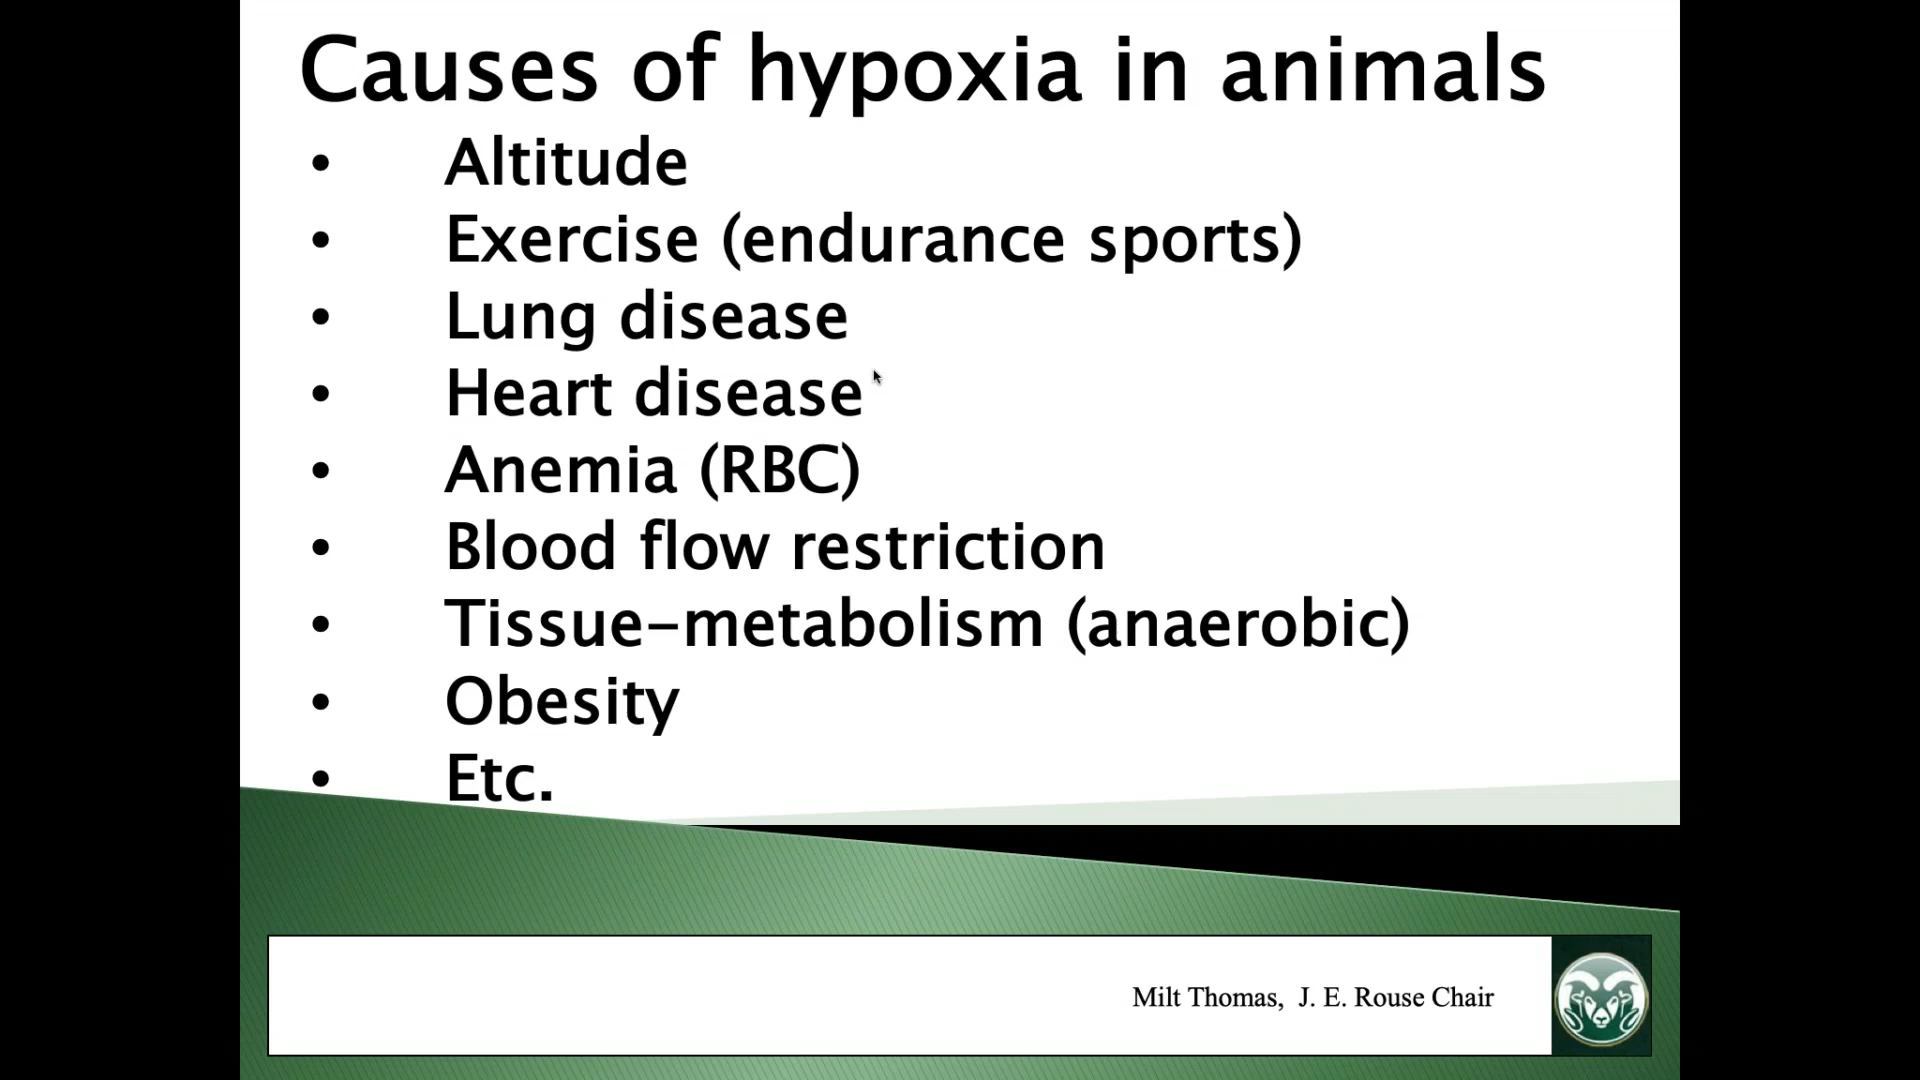 Causes of hypoxia in animals
• Altitude
• Exercise (endurance sports)
• Lung disease
• Heart disease
• Anemia (RBC)
• Blood flow restriction
• Tissue–metabolism (anaerobic)
• Obesity
• Etc.
Milt Thomas, J. E. Rouse Chair